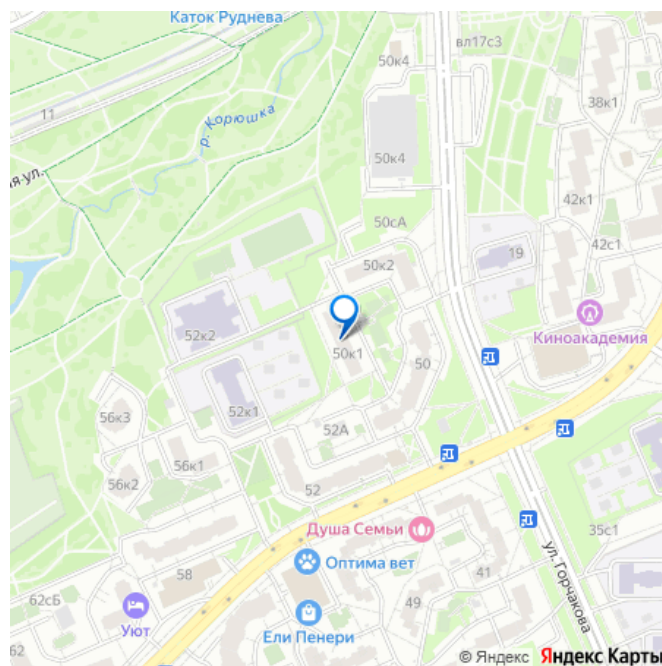 Каток Руднева
50к4
вл17с3
11
р. Корюшка
38к1
50к4
ая ул.
42к1
50сА
42с1
50к2
19
Киноакадемия
52к2
50к1
50
52к1
56к3
52А
56к1
56к2
52
35с1
Душа Семьи
ул. Горчакова
Оптима вет
58
41
62сБ
49
Уют
Ели Пенери
62
© Яндекс Яндекс Карты